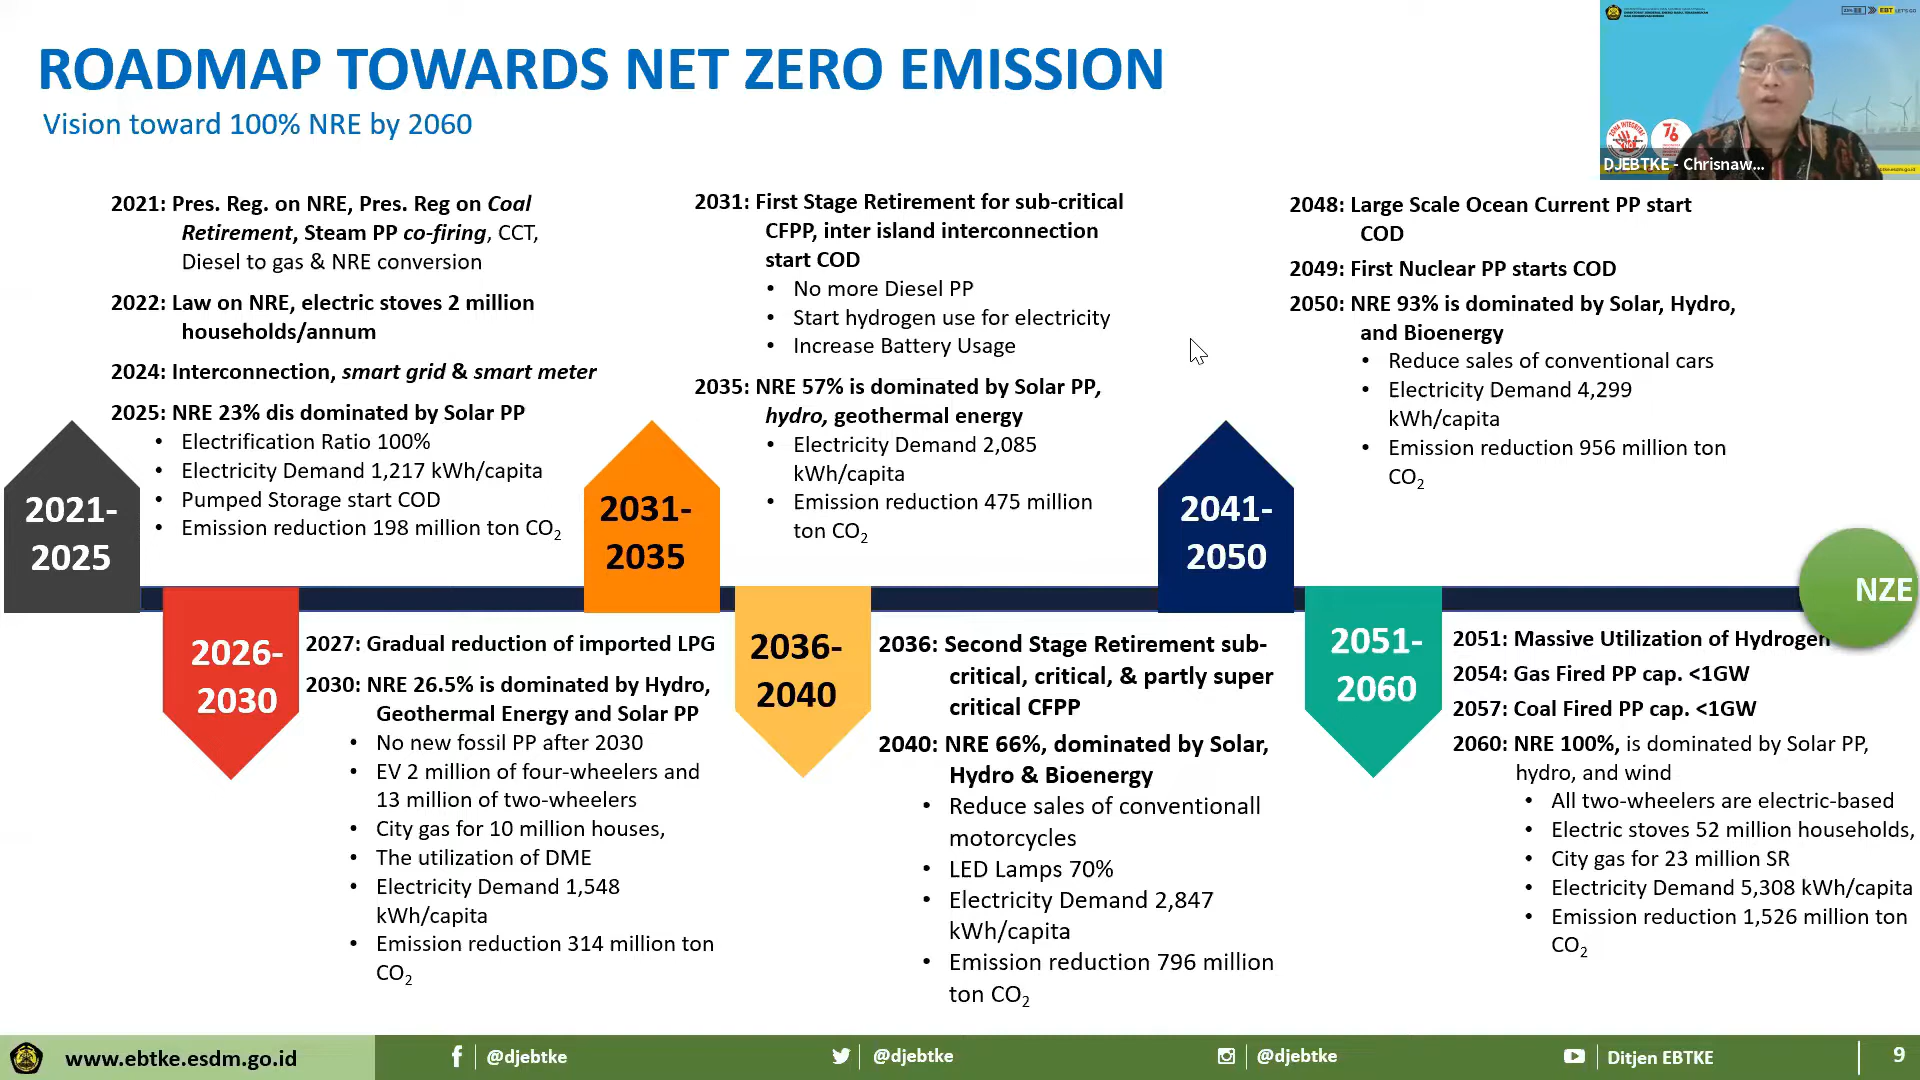 ROADMAP TOWARDS NET ZERO EMISSION
Vision toward 100% NRE by 2060
EBT
76
DJEBTKE - Chrisnaw...
2021: Pres. Reg. on NRE, Pres. Reg on Coal
Retirement, Steam PP co-firing, CCT,
Diesel to gas & NRE conversion
2022: Law on NRE, electric stoves 2 million
households/annum
2024: Interconnection, smart grid & smart meter
2025: NRE 23% dis dominated by Solar PP
• Electrification Ratio 100%
• Electricity Demand 1,217 kWh/capita
• Pumped Storage start COD
• Emission reduction 198 million ton CO2
2021-
2025
2031: First Stage Retirement for sub-critical
CFPP, inter island interconnection
start COD
• No more Diesel PP
• Start hydrogen use for electricity
• Increase Battery Usage
2035: NRE 57% is dominated by Solar PP,
hydro, geothermal energy
• Electricity Demand 2,085
kWh/capita
• Emission reduction 475 million
ton CO2
2031-
2035
2048: Large Scale Ocean Current PP start
COD
2049: First Nuclear PP starts COD
2050: NRE 93% is dominated by Solar, Hydro,
and Bioenergy
• Reduce sales of conventional cars
• Electricity Demand 4,299
kWh/capita
• Emission reduction 956 million ton
CO2
2041-
2050
NZE
2026-
2030
2027: Gradual reduction of imported LPG
2030: NRE 26.5% is dominated by Hydro,
Geothermal Energy and Solar PP
• No new fossil PP after 2030
• EV 2 million of four-wheelers and
13 million of two-wheelers
• City gas for 10 million houses,
• The utilization of DME
• Electricity Demand 1,548
kWh/capita
• Emission reduction 314 million ton
CO2
2036-
2040
2036: Second Stage Retirement sub-
critical, critical, & partly super
critical CFPP
2040: NRE 66%, dominated by Solar,
Hydro & Bioenergy
• Reduce sales of conventionall
motorcycles
• LED Lamps 70%
• Electricity Demand 2,847
kWh/capita
• Emission reduction 796 million
ton CO2
2051-
2060
2051: Massive Utilization of Hydrogen
2054: Gas Fired PP cap. <1GW
2057: Coal Fired PP cap. <1GW
2060: NRE 100%, is dominated by Solar PP,
hydro, and wind
• All two-wheelers are electric-based
• Electric stoves 52 million households,
• City gas for 23 million SR
• Electricity Demand 5,308 kWh/capita
• Emission reduction 1,526 million ton
CO2
www.ebtke.esdm.go.id
@djebtke
@djebtke
@djebtke
Ditjen EBTKE
9